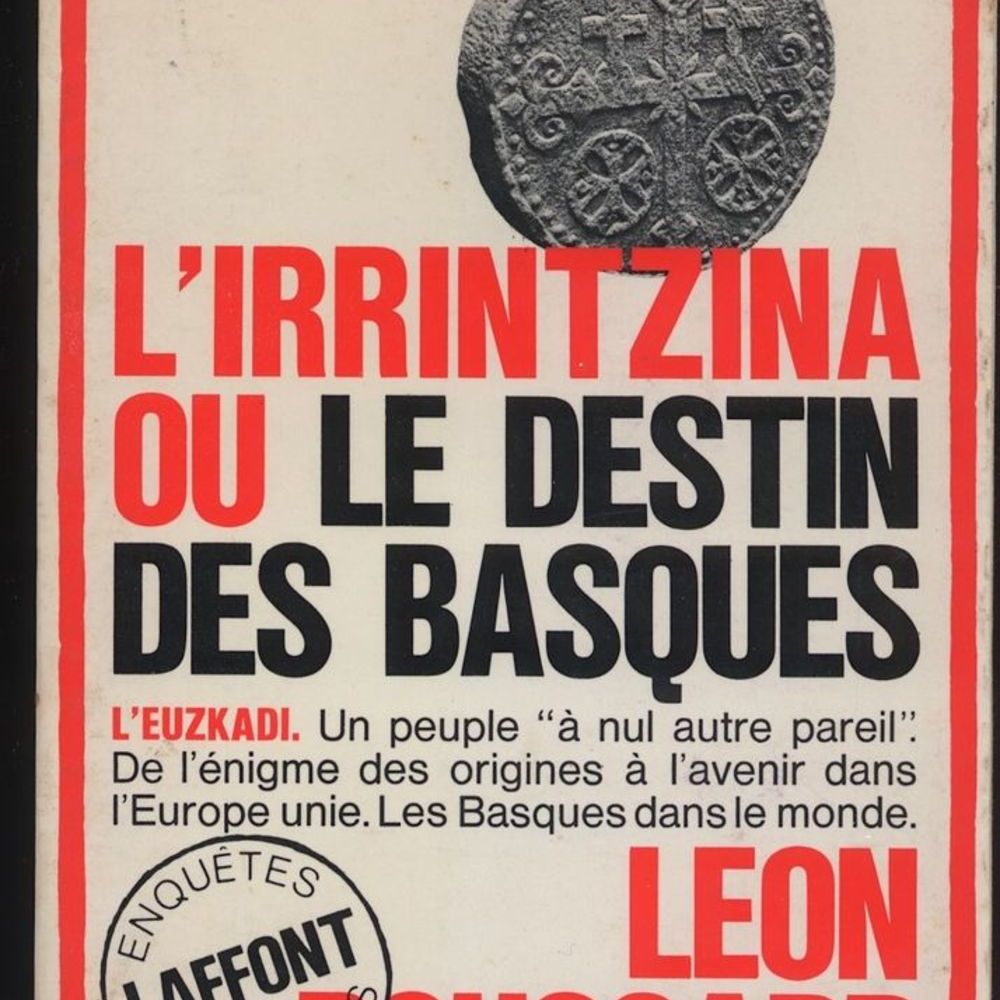 L'IRRINTZINA
OU LE DESTIN
DES BASQUES
L'EUZKADI. Un peuple “à nul autre pareil”.
De l'énigme des origines à l'avenir dans
l'Europe unie. Les Basques dans le monde.
ENQUÊTES
LAFFONT
LEON